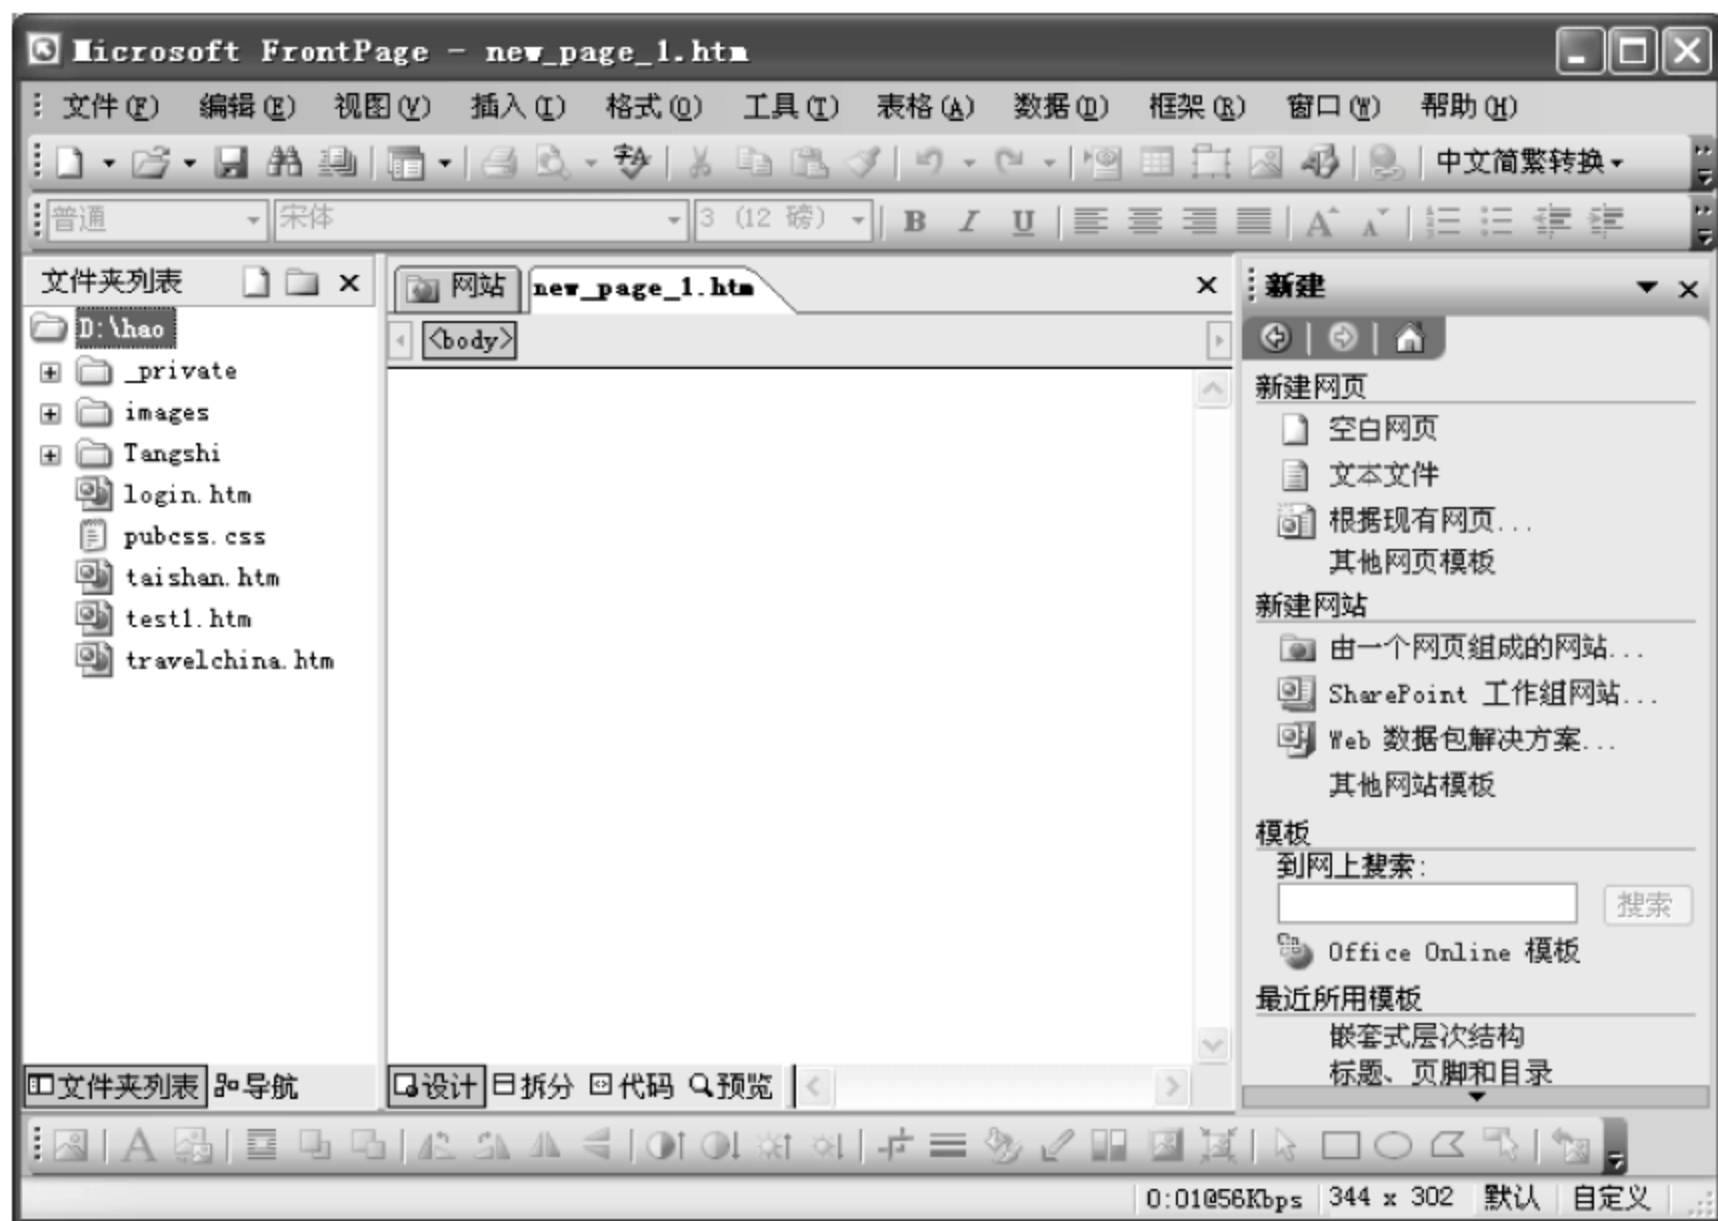 Microsoft FrontPage - new_page_1.htm
文件(F) 编辑(E) 视图(V) 插入(I) 格式(O) 工具(T) 表格(A) 数据(D) 框架(R) 窗口(W) 帮助(H)
中文简繁转换
普通 宋体 3 (12 磅) B I U A A
文件夹列表
D:\hao
_private
images
Tangshi
login.htm
pubcss.css
taishan.htm
test1.htm
travelchina.htm
文件夹列表 导航
网站 new_page_1.htm
<body>
设计 拆分 代码 预览
新建
新建网页
空白网页
文本文件
根据现有网页...
其他网页模板
新建网站
由一个网页组成的网站...
SharePoint 工作组网站...
Web 数据包解决方案...
其他网站模板
模板
到网上搜索:
搜索
Office Online 模板
最近所用模板
嵌套式层次结构
标题、页脚和目录
A
0:01@56Kbps 344 x 302 默认 自定义